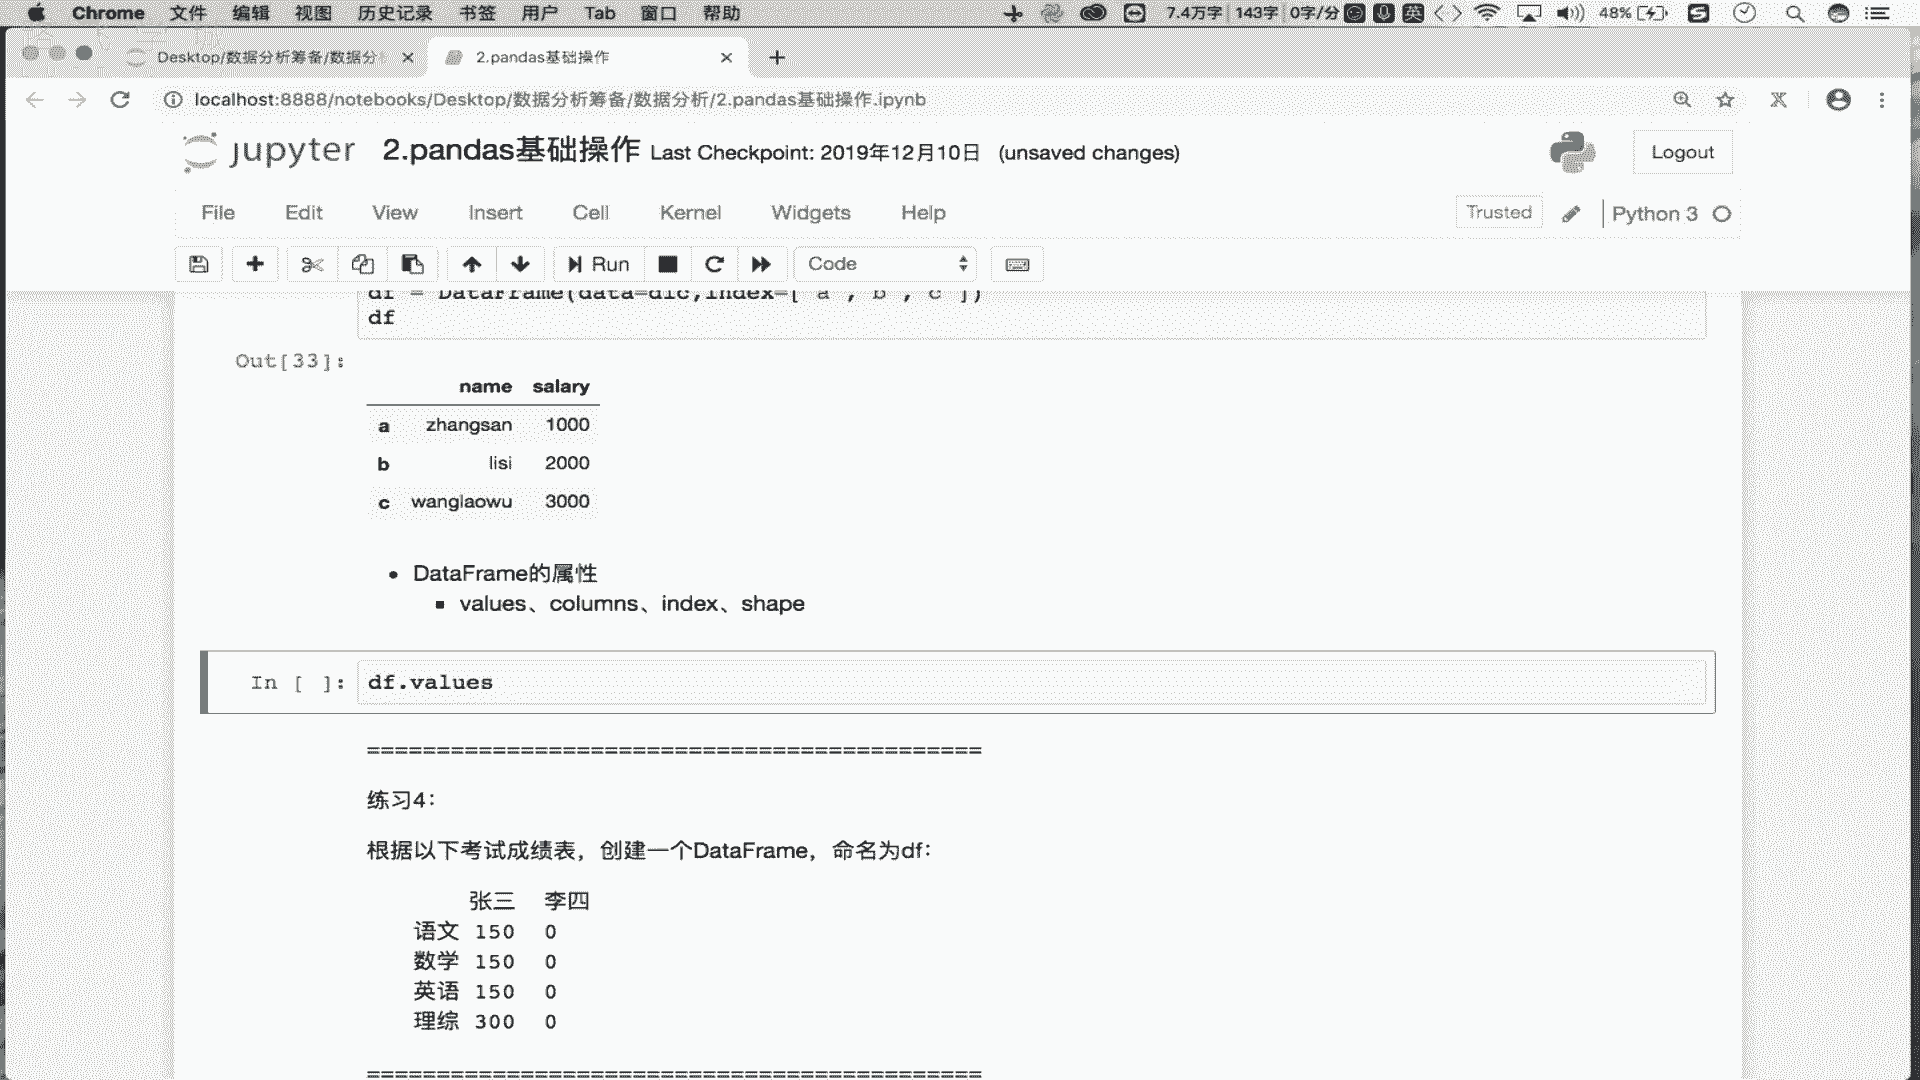 Chrome 文件 编辑 视图 历史记录 书签 用户 Tab 窗口 帮助 7.4万字 143字 0字/分 英 48%
Desktop/数据分析筹备/数据分 2.pandas基础操作
localhost:8888/notebooks/Desktop/数据分析筹备/数据分析/2.pandas基础操作.ipynb
jupyter 2.pandas基础操作 Last Checkpoint: 2019年12月10日 (unsaved changes) Logout
File Edit View Insert Cell Kernel Widgets Help Trusted Python 3
Run Code
df = DataFrame(data=dic,index=['a','b','c'])
df
Out[33]:
name salary
a zhangsan 1000
b lisi 2000
c wanglaowu 3000
• DataFrame的属性
▪ values、columns、index、shape
In [ ]: df.values
============================================
练习4：
根据以下考试成绩表，创建一个DataFrame，命名为df：
张三 李四
语文 150 0
数学 150 0
英语 150 0
理综 300 0
============================================